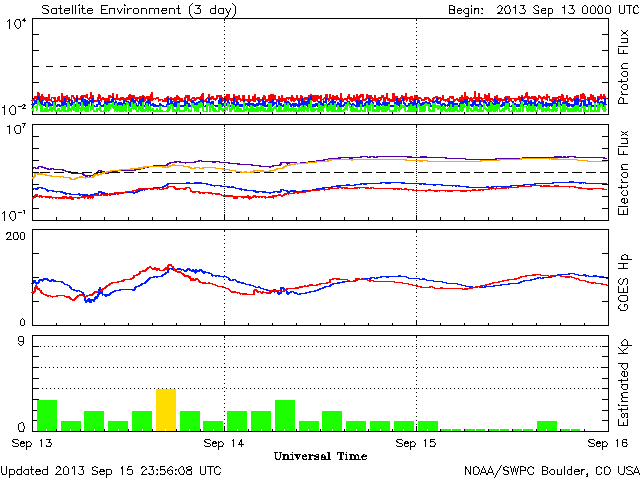 Satellite Environment (3 day) Begin: 2013 Sep 13 0000 UTC
10^4
10^-2
Proton Flux
10^7
10^-1
Electron Flux
200
0
GOES Hp
9
0
Estimated Kp
Sep 13 Sep 14 Sep 15 Sep 16
Universal Time
Updated 2013 Sep 15 23:56:08 UTC NOAA/SWPC Boulder, CO USA